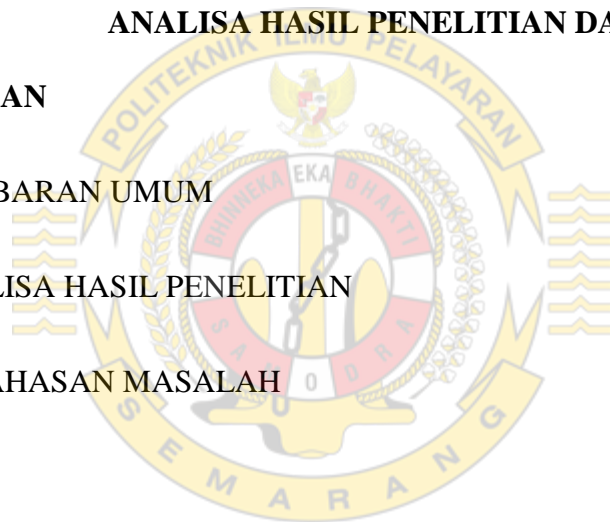 ANALISA HASIL PENELITIAN DA
POLITEKNIK ILMU PELAYARAN
AN
BARAN UMUM
BHINNEKA EKA BHAKTI
LISA HASIL PENELITIAN
SAMODRA
AHASAN MASALAH
SEMARANG